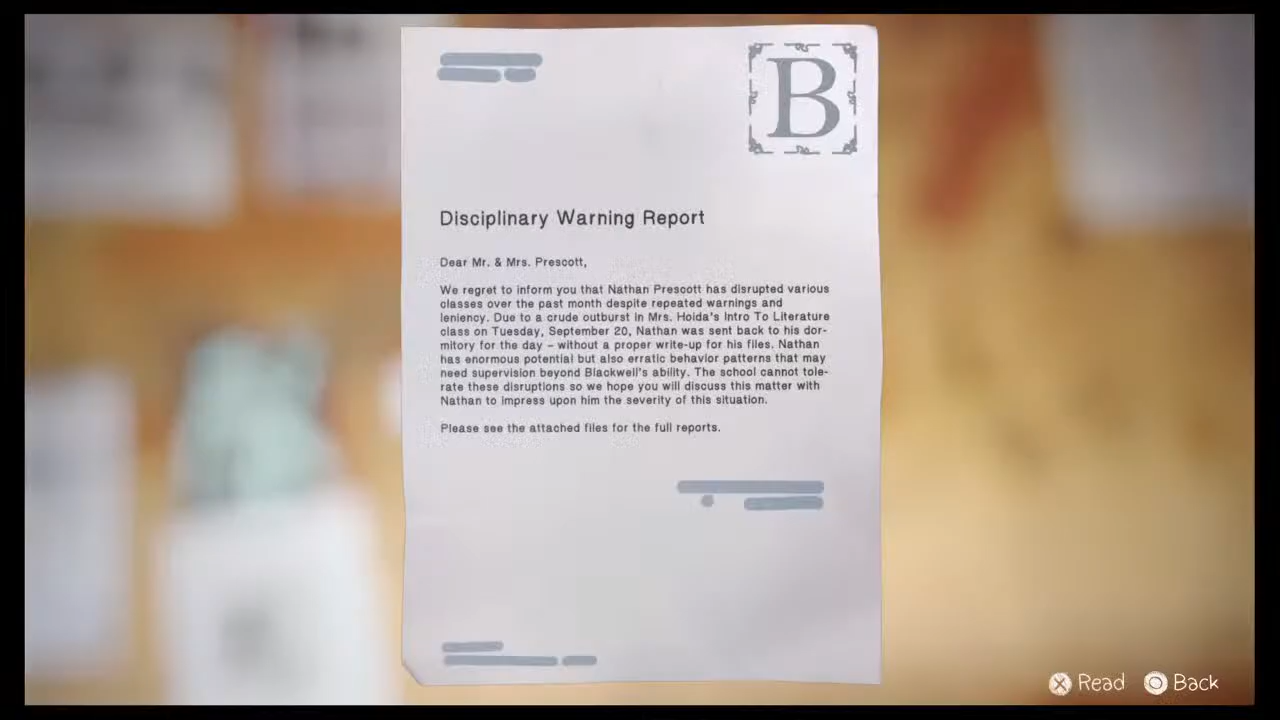 B
Disciplinary Warning Report
Dear Mr. & Mrs. Prescott,
We regret to inform you that Nathan Prescott has disrupted various
classes over the past month despite repeated warnings and
leniency. Due to a crude outburst in Mrs. Hoida's Intro To Literature
class on Tuesday, September 20, Nathan was sent back to his dor-
mitory for the day – without a proper write-up for his files. Nathan
has enormous potential but also erratic behavior patterns that may
need supervision beyond Blackwell's ability. The school cannot tole-
rate these disruptions so we hope you will discuss this matter with
Nathan to impress upon him the severity of this situation.
Please see the attached files for the full reports.
Read Back